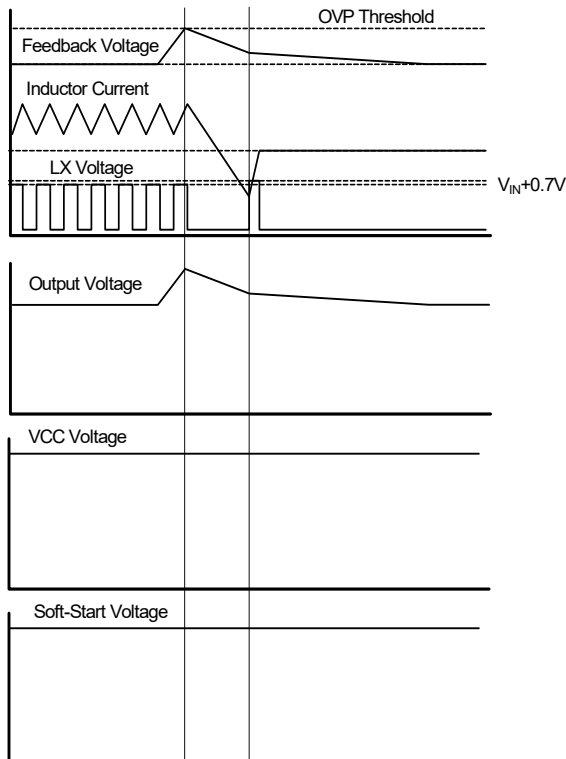 OVP Threshold
Feedback Voltage
Inductor Current
LX Voltage
VIN+0.7V
Output Voltage
VCC Voltage
Soft-Start Voltage